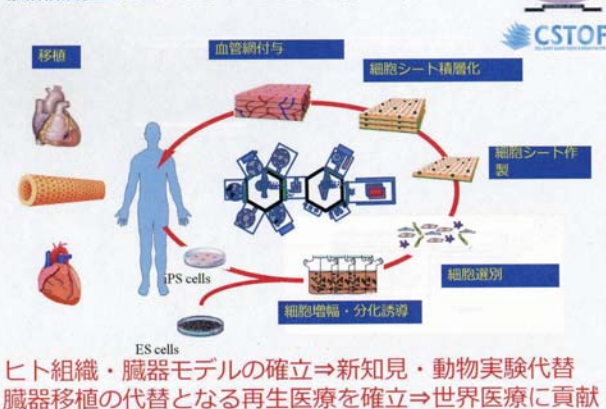 CSTOF
移植
血管網付与
細胞シート積層化
細胞シート作
製
細胞選別
iPS cells
細胞増幅・分化誘導
ES cells
ヒト組織・臓器モデルの確立⇒新知見・動物実験代替
臓器移植の代替となる再生医療を確立⇒世界医療に貢献